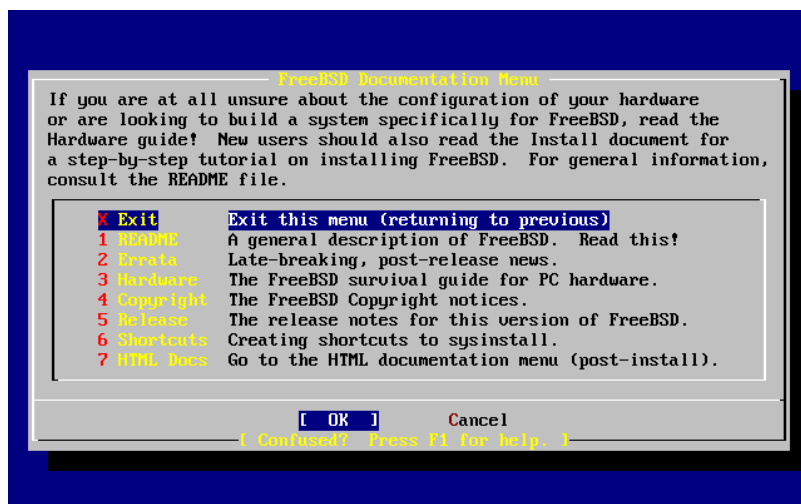 FreeBSD Documentation Menu
If you are at all unsure about the configuration of your hardware
or are looking to build a system specifically for FreeBSD, read the
Hardware guide!  New users should also read the Install document for
a step-by-step tutorial on installing FreeBSD.  For general information,
consult the README file.
X Exit       Exit this menu (returning to previous)
1 README     A general description of FreeBSD.  Read this!
2 Errata     Late-breaking, post-release news.
3 Hardware   The FreeBSD survival guide for PC hardware.
4 Copyright  The FreeBSD Copyright notices.
5 Release    The release notes for this version of FreeBSD.
6 Shortcuts  Creating shortcuts to sysinstall.
7 HTML Docs  Go to the HTML documentation menu (post-install).
[  OK  ]       Cancel
[ Confused?  Press F1 for help. ]